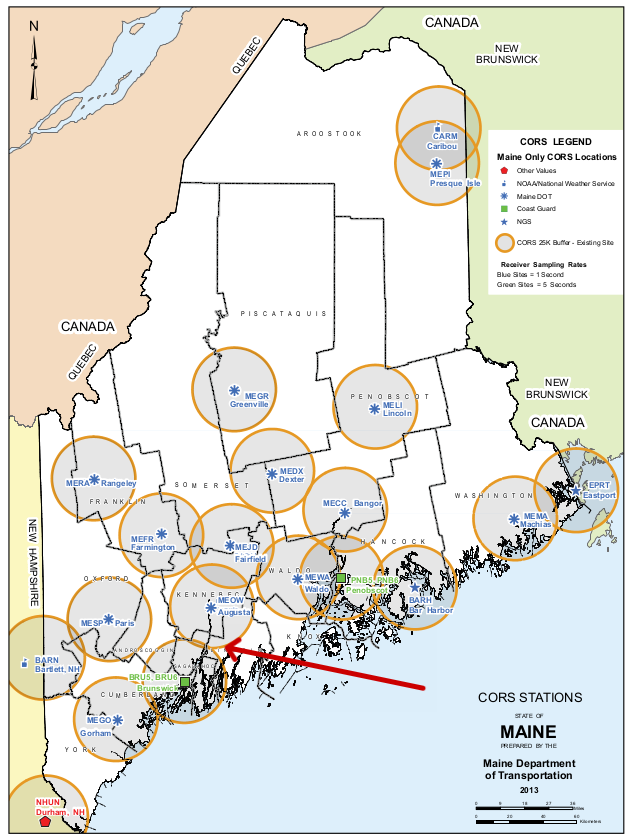 CANADA
N
QUEBEC
NEW
BRUNSWICK
AROOSTOOK
CARM
Caribou
MEPI
Presque Isle
CORS LEGEND
Maine Only CORS Locations
Other Values
NOAA/National Weather Service
Maine DOT
Coast Guard
NGS
CORS 25K Buffer - Existing Site
Receiver Sampling Rates
Blue Sites = 1 Second
Green Sites = 5 Seconds
PISCATAQUIS
CANADA
QUEBEC
MEGR
Greenville
PENOBSCOT
MELI
Lincoln
NEW
BRUNSWICK
CANADA
MERA Rangeley
FRANKLIN
SOMERSET
MEDX
Dexter
MECC Bangor
WASHINGTON
EPRT
Eastport
MEMA
Machias
NEW HAMPSHIRE
MEFR
Farmington
MEJD
Fairfield
HANCOCK
OXFORD
WALDO
MEWA
Waldo
PNB5, PNB6
Penobscot
BARH
Bar Harbor
KENNEBEC
MEOW
Augusta
MESP Paris
KNOX
ANDROSCOGGIN
BARN
Bartlett, NH
BRU5, BRU6
Brunswick
CUMBERLAND
MEGO
Gorham
YORK
NHUN
Durham, NH
CORS STATIONS
STATE OF
MAINE
PREPARED BY THE
Maine Department
of Transportation
2013
0 9 18 27 36
Miles
0 20 40 60
Kilometers